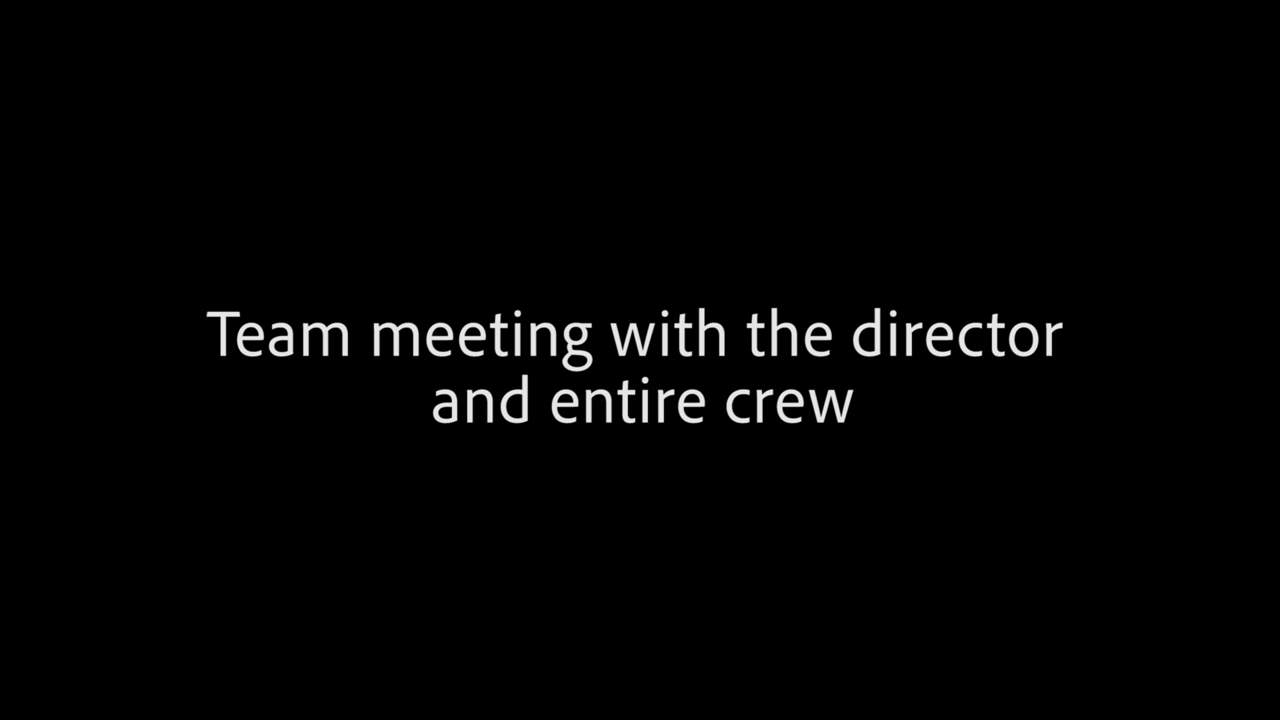 Team meeting with the director
and entire crew